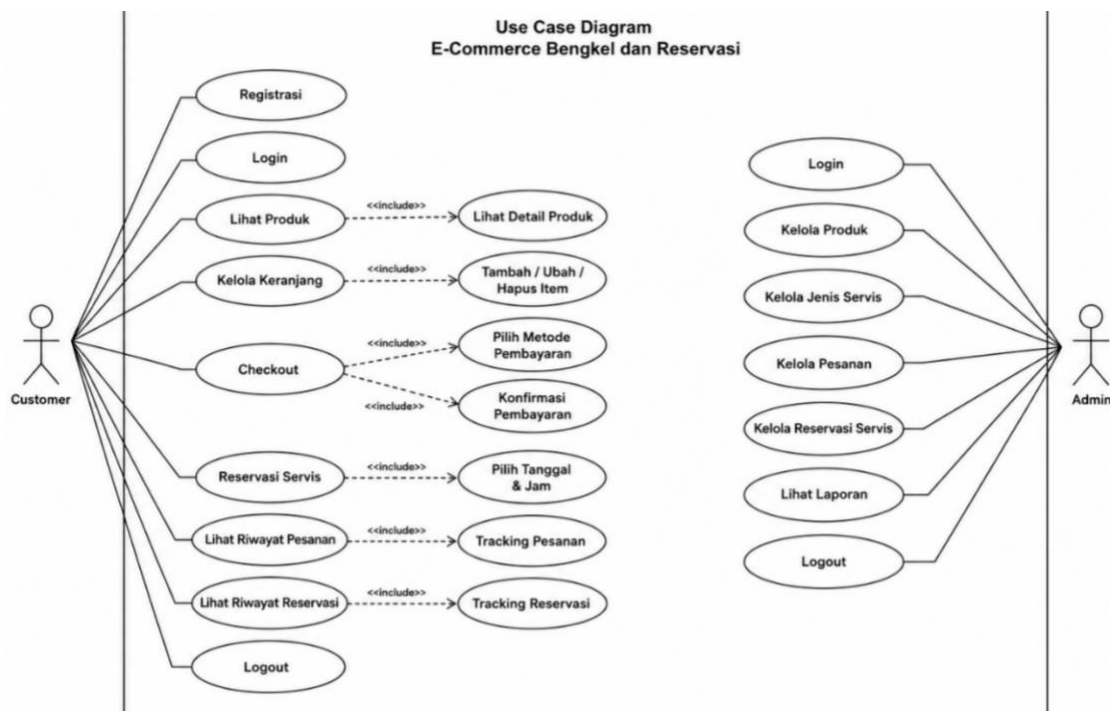 Use Case Diagram
E-Commerce Bengkel dan Reservasi
Registrasi
Login
Lihat Produk
<<include>>
Lihat Detail Produk
Kelola Keranjang
<<include>>
Tambah / Ubah /
Hapus Item
Checkout
<<include>>
Pilih Metode
Pembayaran
<<include>>
Konfirmasi
Pembayaran
Reservasi Servis
<<include>>
Pilih Tanggal
& Jam
Lihat Riwayat Pesanan
<<include>>
Tracking Pesanan
Lihat Riwayat Reservasi
<<include>>
Tracking Reservasi
Logout
Customer
Login
Kelola Produk
Kelola Jenis Servis
Kelola Pesanan
Kelola Reservasi Servis
Lihat Laporan
Logout
Admin